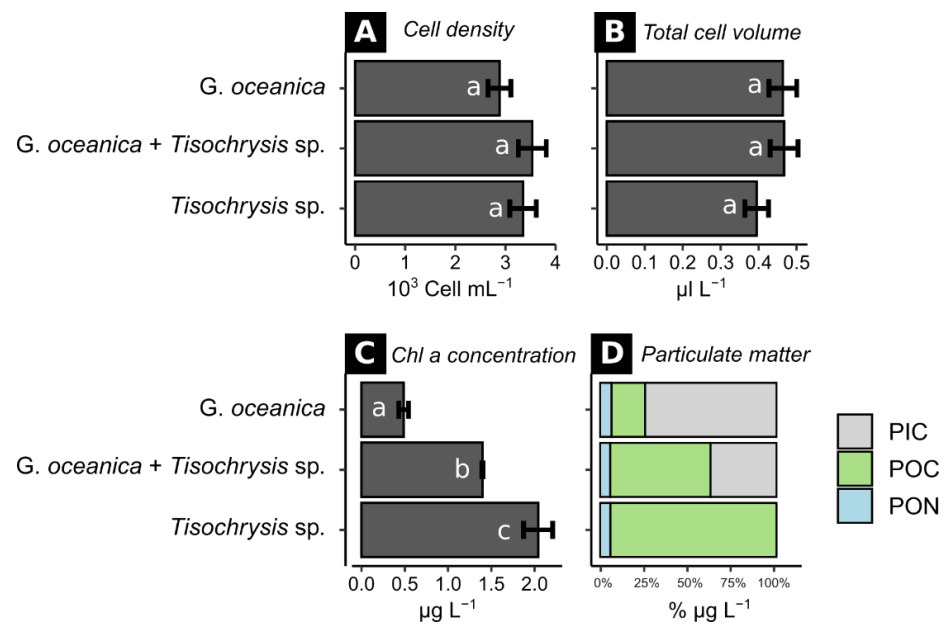 A Cell density
B Total cell volume
G. oceanica
a
a
G. oceanica + Tisochrysis sp.
a
a
Tisochrysis sp.
a
a
0 1 2 3 4
0.0 0.1 0.2 0.3 0.4 0.5
10³ Cell mL⁻¹
µl L⁻¹
C Chl a concentration
D Particulate matter
G. oceanica
a
G. oceanica + Tisochrysis sp.
b
Tisochrysis sp.
c
0.0 0.5 1.0 1.5 2.0
0% 25% 50% 75% 100%
µg L⁻¹
% µg L⁻¹
PIC
POC
PON